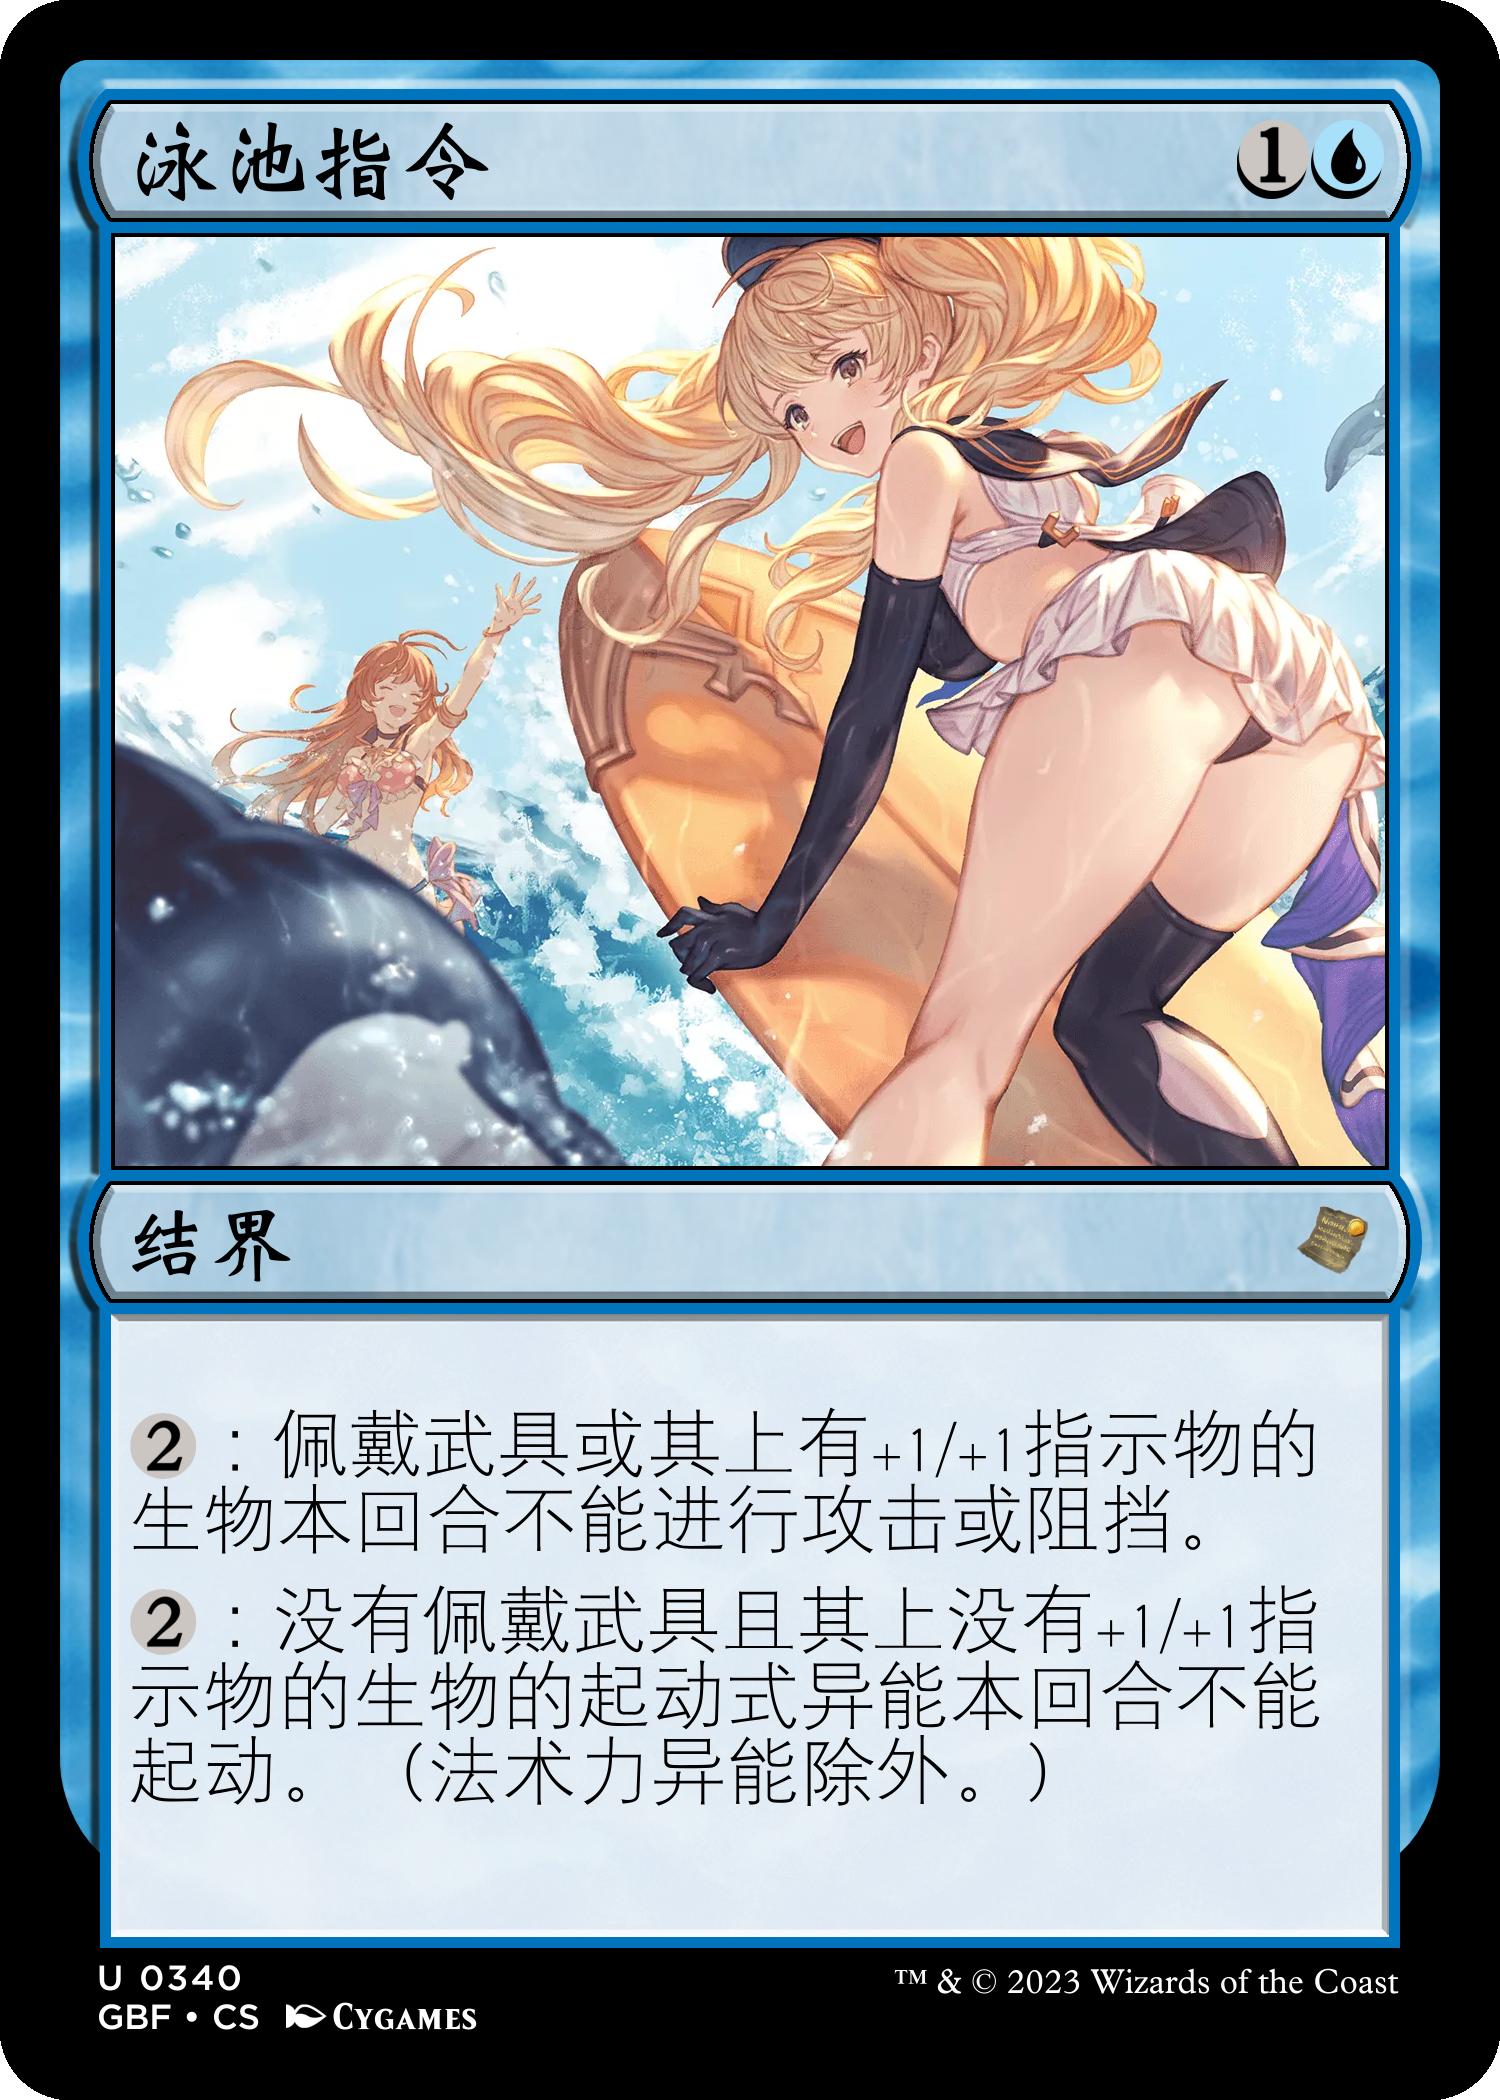 泳池指令
1
结界
2：佩戴武具或其上有+1/+1指示物的
生物本回合不能进行攻击或阻挡。
2：没有佩戴武具且其上没有+1/+1指
示物的生物的起动式异能本回合不能
起动。（法术力异能除外。）
U 0340
™ & © 2023 Wizards of the Coast
GBF • CS CYGAMES